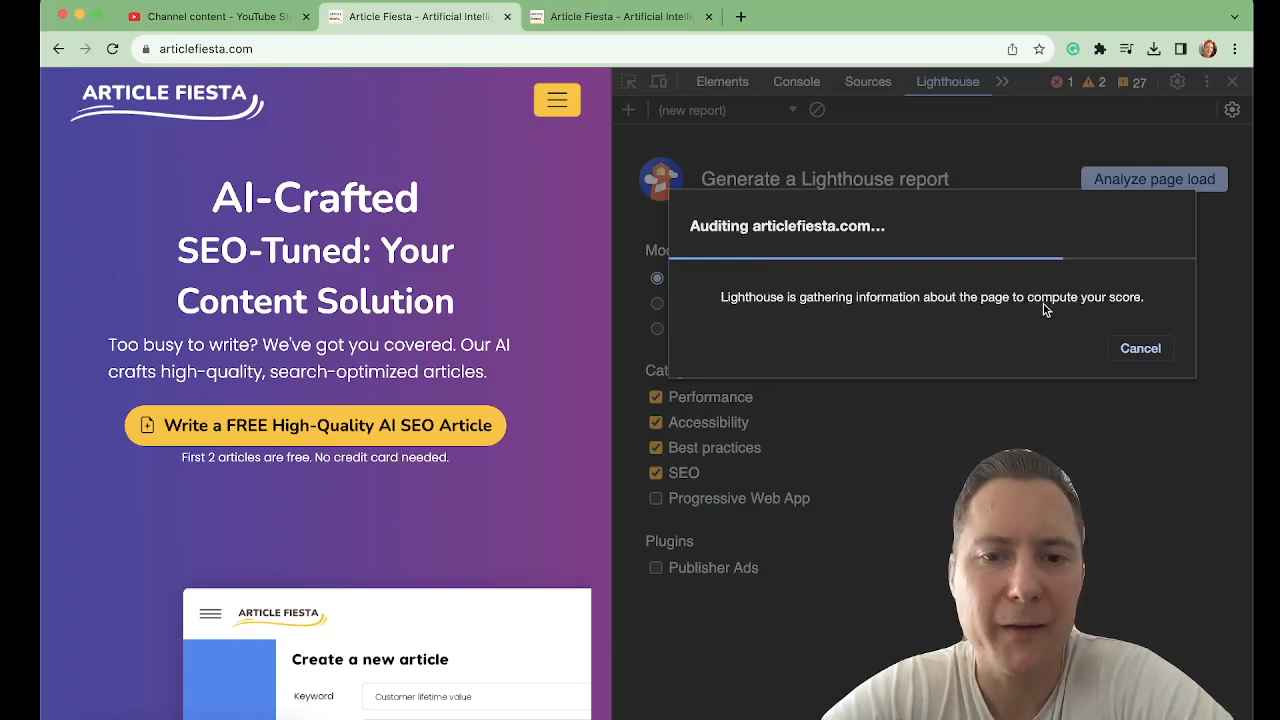 Channel content - YouTube St
Article Fiesta - Artificial Intelli
Article Fiesta - Artificial Intelli
articlefiesta.com
ARTICLE FIESTA
AI-Crafted
SEO-Tuned: Your
Content Solution
Too busy to write? We've got you covered. Our AI
crafts high-quality, search-optimized articles.
Write a FREE High-Quality AI SEO Article
First 2 articles are free. No credit card needed.
ARTICLE FIESTA
Create a new article
Keyword
Customer lifetime value
Elements
Console
Sources
Lighthouse
1
2
27
(new report)
Generate a Lighthouse report
Analyze page load
Auditing articlefiesta.com...
Lighthouse is gathering information about the page to compute your score.
Cancel
Performance
Accessibility
Best practices
SEO
Progressive Web App
Plugins
Publisher Ads